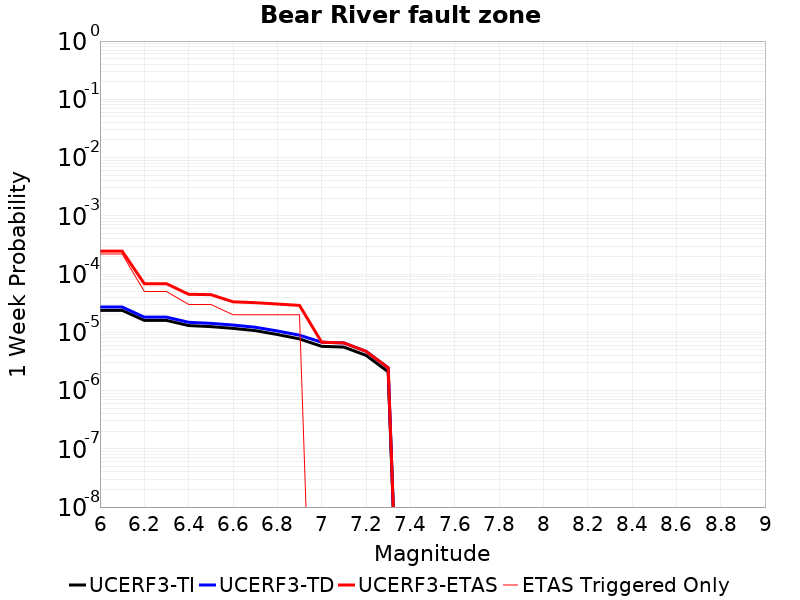 Bear River fault zone
10^0
10^-1
10^-2
10^-3
10^-4
10^-5
10^-6
10^-7
10^-8
1 Week Probability
6 6.2 6.4 6.6 6.8 7 7.2 7.4 7.6 7.8 8 8.2 8.4 8.6 8.8 9
Magnitude
UCERF3-TI UCERF3-TD UCERF3-ETAS ETAS Triggered Only